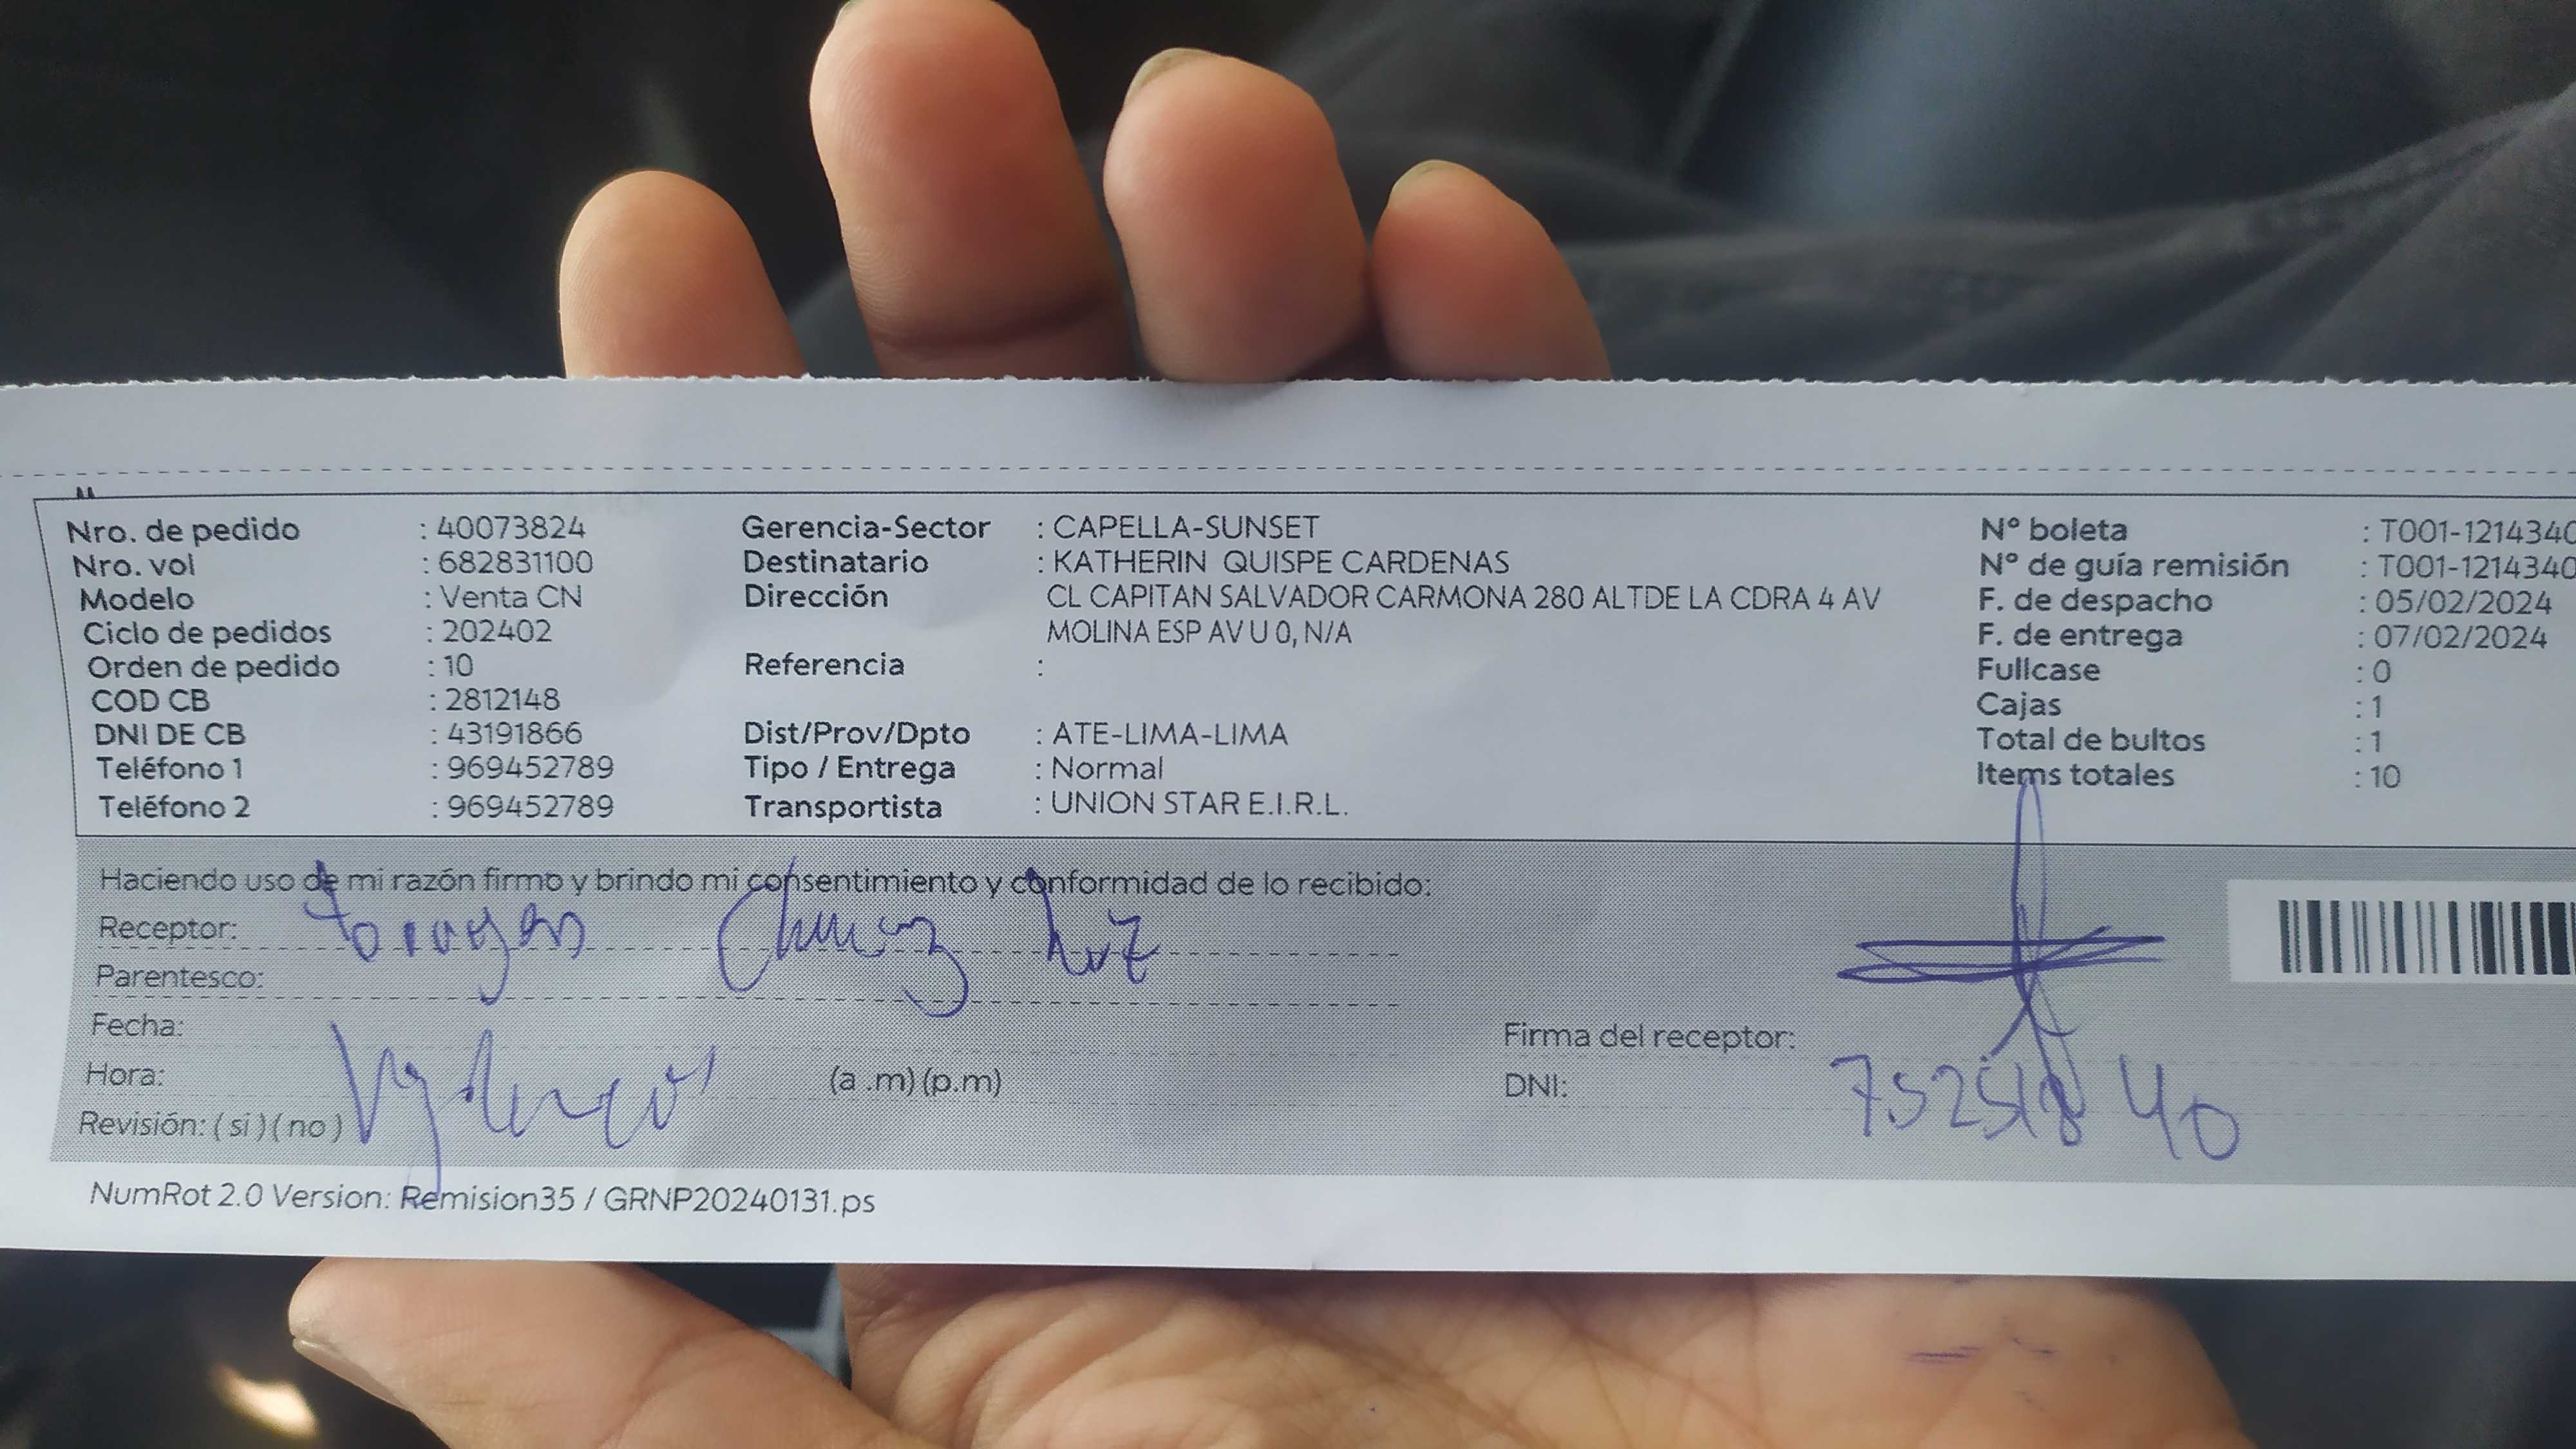 Nro. de pedido : 40073824
Nro. vol : 682831100
Modelo : Venta CN
Ciclo de pedidos : 202402
Orden de pedido : 10
COD CB : 2812148
DNI DE CB : 43191866
Teléfono 1 : 969452789
Teléfono 2 : 969452789
Gerencia-Sector : CAPELLA-SUNSET
Destinatario : KATHERIN QUISPE CARDENAS
Dirección CL CAPITAN SALVADOR CARMONA 280 ALTDE LA CDRA 4 AV
MOLINA ESP AV U 0, N/A
Referencia :
Dist/Prov/Dpto : ATE-LIMA-LIMA
Tipo / Entrega : Normal
Transportista : UNION STAR E.I.R.L.
N° boleta : T001-1214340
N° de guía remisión : T001-1214340
F. de despacho : 05/02/2024
F. de entrega : 07/02/2024
Fullcase : 0
Cajas : 1
Total de bultos : 1
Items totales : 10
Haciendo uso de mi razón firmo y brindo mi consentimiento y conformidad de lo recibido:
Receptor:
Parentesco:
Fecha:
Hora: (a .m) (p.m)
Revisión: ( si ) ( no )
Firma del receptor:
DNI:
NumRot 2.0 Version: Remision35 / GRNP20240131.ps